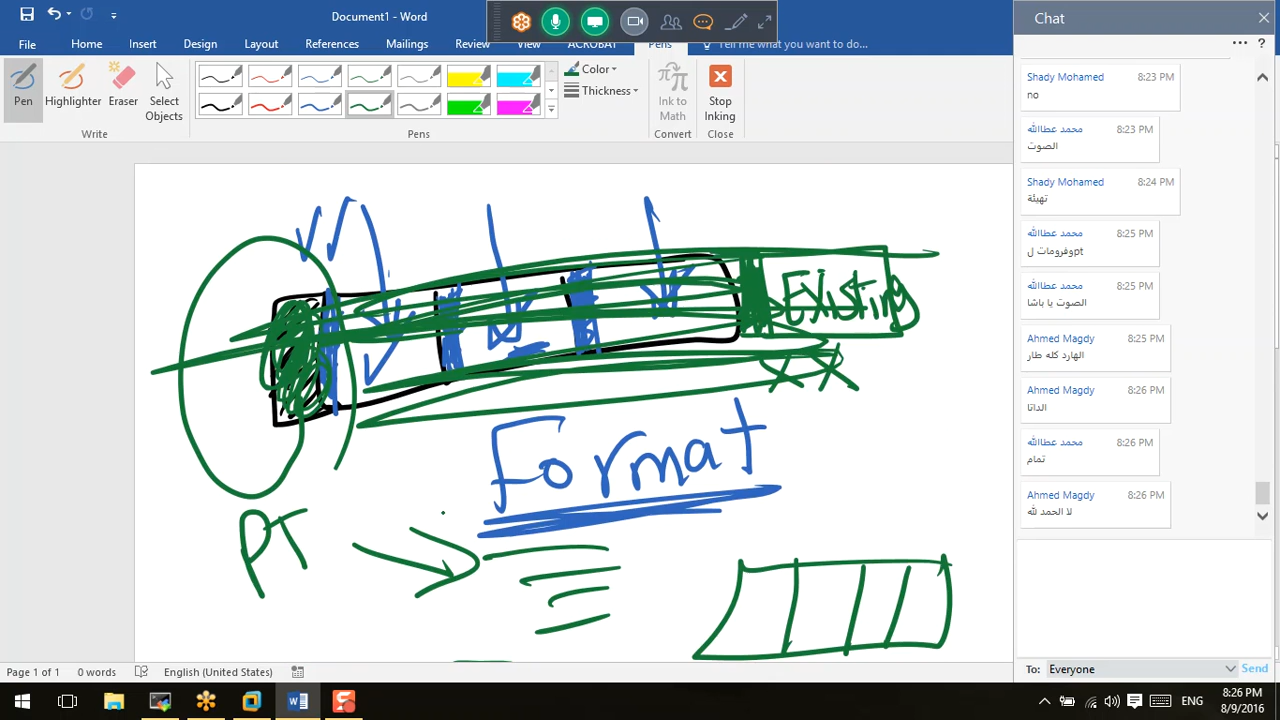 Document1 - Word
File
Home
Insert
Design
Layout
References
Mailings
Review
View
ACROBAT
Pens
Tell me what you want to do...
Pen
Highlighter
Eraser
Select Objects
Color
Thickness
Ink to Math
Stop Inking
Write
Pens
Convert
Close
Existing
Format
PT
Chat
Shady Mohamed 8:23 PM
no
محمد عطاالله 8:23 PM
الصوت
Shady Mohamed 8:24 PM
تهيئة
محمد عطاالله 8:25 PM
وفرومات ل pt
محمد عطاالله 8:25 PM
الصوت يا باشا
Ahmed Magdy 8:26 PM
الهارد كله طار
Ahmed Magdy 8:26 PM
الداتا
محمد عطاالله 8:26 PM
تمام
Ahmed Magdy 8:26 PM
لا الحمد لله
To: Everyone Send
Page 1 of 1 0 words English (United States)
ENG
8:26 PM
8/9/2016